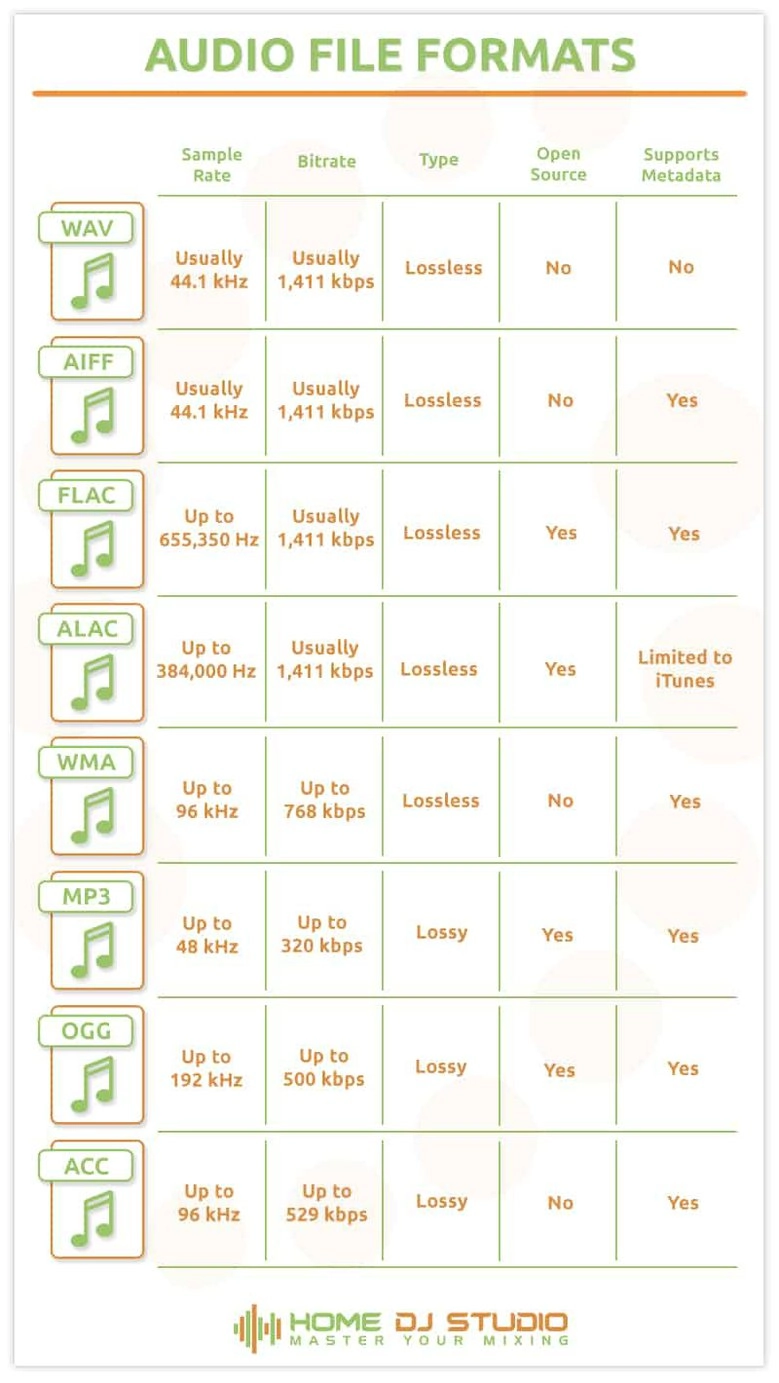 AUDIO FILE FORMATS
Sample Rate Bitrate Type Open Source Supports Metadata
WAV Usually 44.1 kHz Usually 1,411 kbps Lossless No No
AIFF Usually 44.1 kHz Usually 1,411 kbps Lossless No Yes
FLAC Up to 655,350 Hz Usually 1,411 kbps Lossless Yes Yes
ALAC Up to 384,000 Hz Usually 1,411 kbps Lossless Yes Limited to iTunes
WMA Up to 96 kHz Up to 768 kbps Lossless No Yes
MP3 Up to 48 kHz Up to 320 kbps Lossy Yes Yes
OGG Up to 192 kHz Up to 500 kbps Lossy Yes Yes
ACC Up to 96 kHz Up to 529 kbps Lossy No Yes
HOME DJ STUDIO
MASTER YOUR MIXING